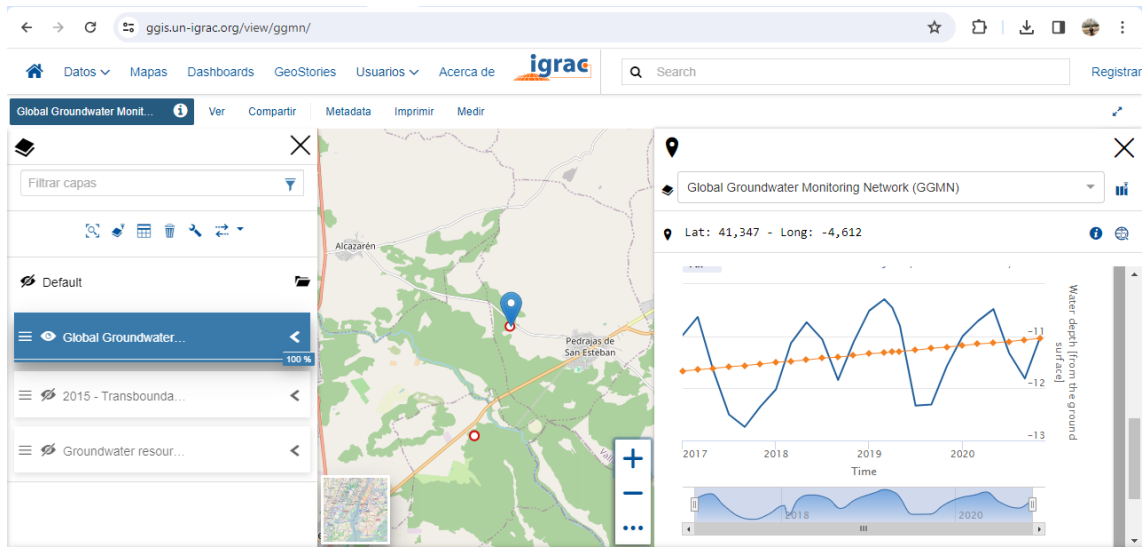 ggis.un-igrac.org/view/ggmn/
Datos Mapas Dashboards GeoStories Usuarios Acerca de igrac Search Registrar
Global Groundwater Monit... Ver Compartir Metadata Imprimir Medir
Filtrar capas
Default
Global Groundwater...
100 %
2015 - Transbounda...
Groundwater resour...
Alcazarén
Pedrajas de
San Esteban
Global Groundwater Monitoring Network (GGMN)
Lat: 41,347 - Long: -4,612
-11
-12
-13
Water depth [from the ground
surface]
2017 2018 2019 2020
Time
2018 2020